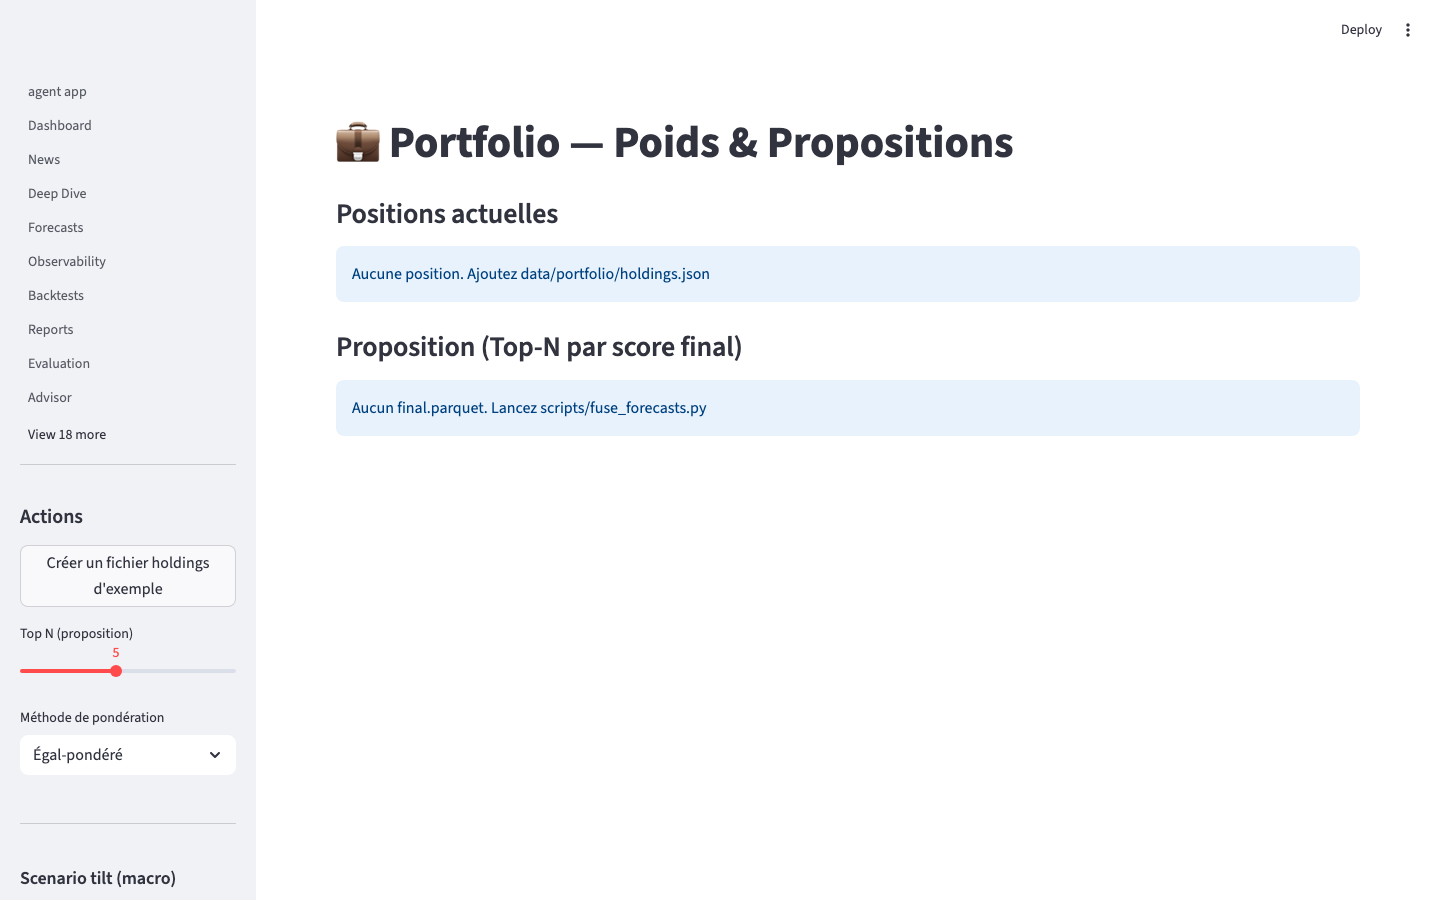 Deploy
agent app
Dashboard
News
Deep Dive
Forecasts
Observability
Backtests
Reports
Evaluation
Advisor
View 18 more
Actions
Créer un fichier holdings
d'exemple
Top N (proposition)
5
Méthode de pondération
Égal-pondéré
Scenario tilt (macro)
Portfolio — Poids & Propositions
Positions actuelles
Aucune position. Ajoutez data/portfolio/holdings.json
Proposition (Top-N par score final)
Aucun final.parquet. Lancez scripts/fuse_forecasts.py